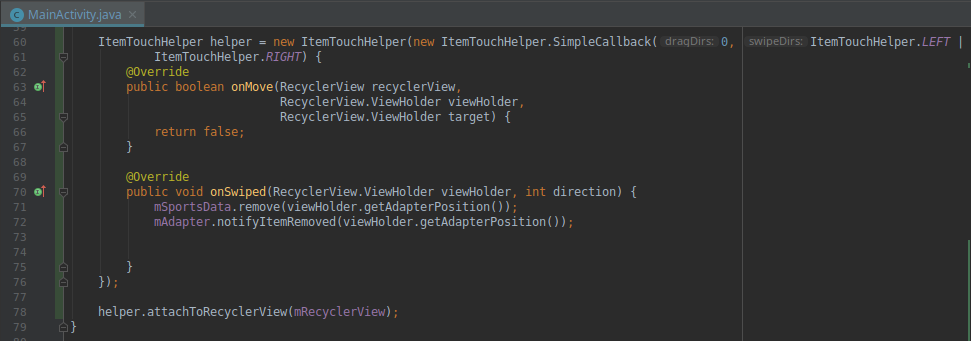 MainActivity.java ×
60 ItemTouchHelper helper = new ItemTouchHelper(new ItemTouchHelper.SimpleCallback( dragDirs: 0, swipeDirs: ItemTouchHelper.LEFT |
61 ItemTouchHelper.RIGHT) {
62 @Override
63 public boolean onMove(RecyclerView recyclerView,
64 RecyclerView.ViewHolder viewHolder,
65 RecyclerView.ViewHolder target) {
66 return false;
67 }
68
69 @Override
70 public void onSwiped(RecyclerView.ViewHolder viewHolder, int direction) {
71 mSportsData.remove(viewHolder.getAdapterPosition());
72 mAdapter.notifyItemRemoved(viewHolder.getAdapterPosition());
73
74
75 }
76 });
77
78 helper.attachToRecyclerView(mRecyclerView);
79 }